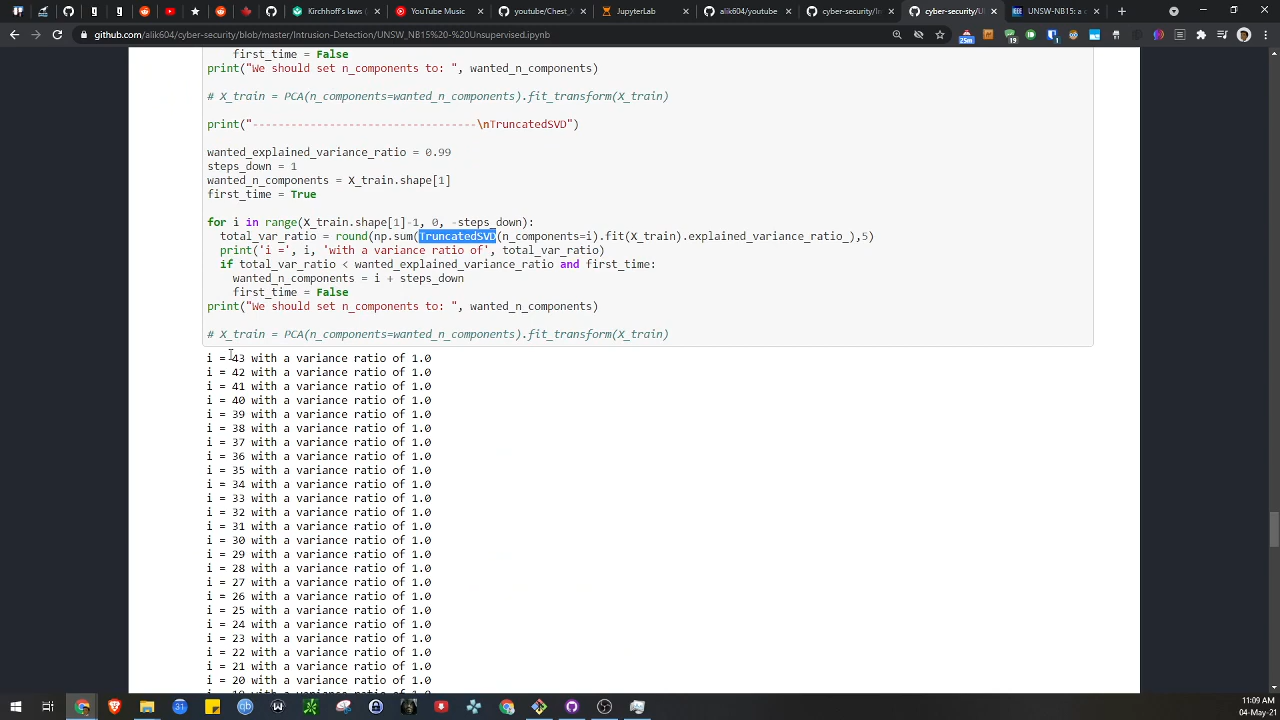 Kirchhoff's laws (
YouTube Music
youtube/Chest_X
JupyterLab
alik604/youtube
cyber-security/In
cyber-security/U
UNSW-NB15: a c
github.com/alik604/cyber-security/blob/master/Intrusion-Detection/UNSW_NB15%20-%20Unsupervised.ipynb
25m
19
1
first_time = False
print("We should set n_components to: ", wanted_n_components)
# X_train = PCA(n_components=wanted_n_components).fit_transform(X_train)
print("-----------------------------------\nTruncatedSVD")
wanted_explained_variance_ratio = 0.99
steps_down = 1
wanted_n_components = X_train.shape[1]
first_time = True
for i in range(X_train.shape[1]-1, 0, -steps_down):
total_var_ratio = round(np.sum(TruncatedSVD(n_components=i).fit(X_train).explained_variance_ratio_),5)
print('i =', i, 'with a variance ratio of', total_var_ratio)
if total_var_ratio < wanted_explained_variance_ratio and first_time:
wanted_n_components = i + steps_down
first_time = False
print("We should set n_components to: ", wanted_n_components)
# X_train = PCA(n_components=wanted_n_components).fit_transform(X_train)
i = 43 with a variance ratio of 1.0
i = 42 with a variance ratio of 1.0
i = 41 with a variance ratio of 1.0
i = 40 with a variance ratio of 1.0
i = 39 with a variance ratio of 1.0
i = 38 with a variance ratio of 1.0
i = 37 with a variance ratio of 1.0
i = 36 with a variance ratio of 1.0
i = 35 with a variance ratio of 1.0
i = 34 with a variance ratio of 1.0
i = 33 with a variance ratio of 1.0
i = 32 with a variance ratio of 1.0
i = 31 with a variance ratio of 1.0
i = 30 with a variance ratio of 1.0
i = 29 with a variance ratio of 1.0
i = 28 with a variance ratio of 1.0
i = 27 with a variance ratio of 1.0
i = 26 with a variance ratio of 1.0
i = 25 with a variance ratio of 1.0
i = 24 with a variance ratio of 1.0
i = 23 with a variance ratio of 1.0
i = 22 with a variance ratio of 1.0
i = 21 with a variance ratio of 1.0
i = 20 with a variance ratio of 1.0
11:09 AM
04-May-21